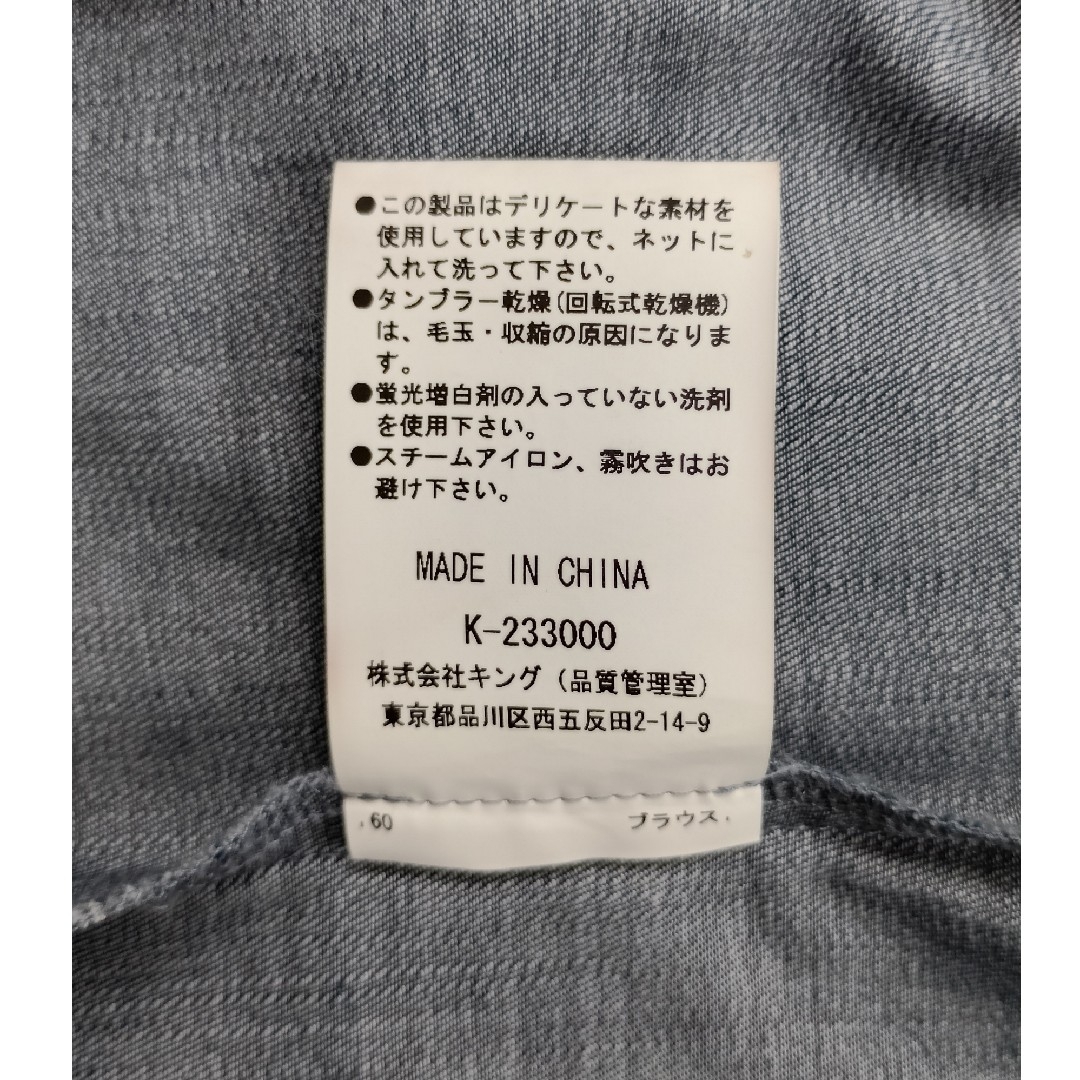 ●この製品はデリケートな素材を
使用していますので、ネットに
入れて洗って下さい。
●タンブラー乾燥(回転式乾燥機)
は、毛玉・収縮の原因になりま
す。
●蛍光増白剤の入っていない洗剤
を使用下さい。
●スチームアイロン、霧吹きはお
避け下さい。
MADE IN CHINA
K-233000
株式会社キング(品質管理室)
東京都品川区西五反田2-14-9
.60 ブラウス.